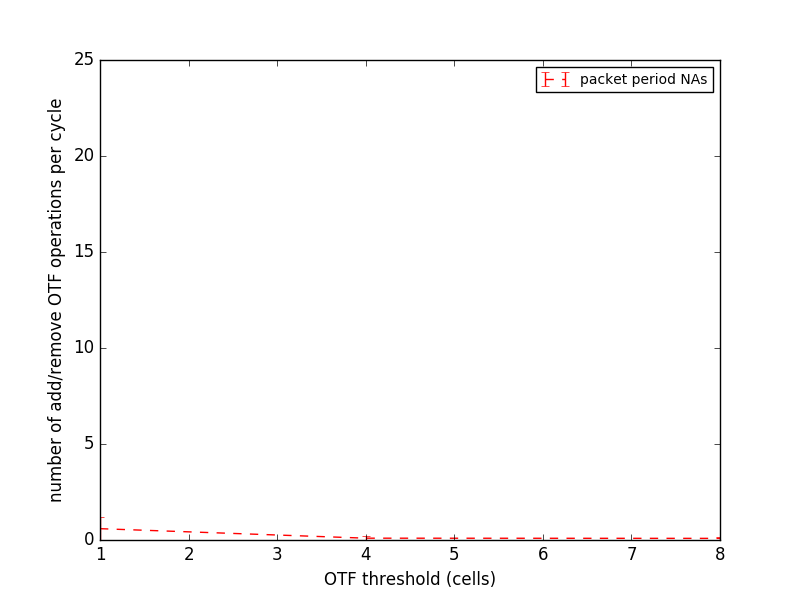 25
20
15
10
5
0
number of add/remove OTF operations per cycle
packet period NAs
1 2 3 4 5 6 7 8
OTF threshold (cells)